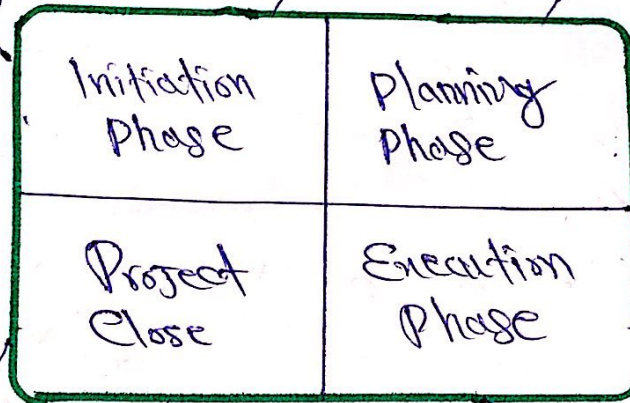 Initiation
Phase
Planning
Phase
Project
Close
Execution
Phase